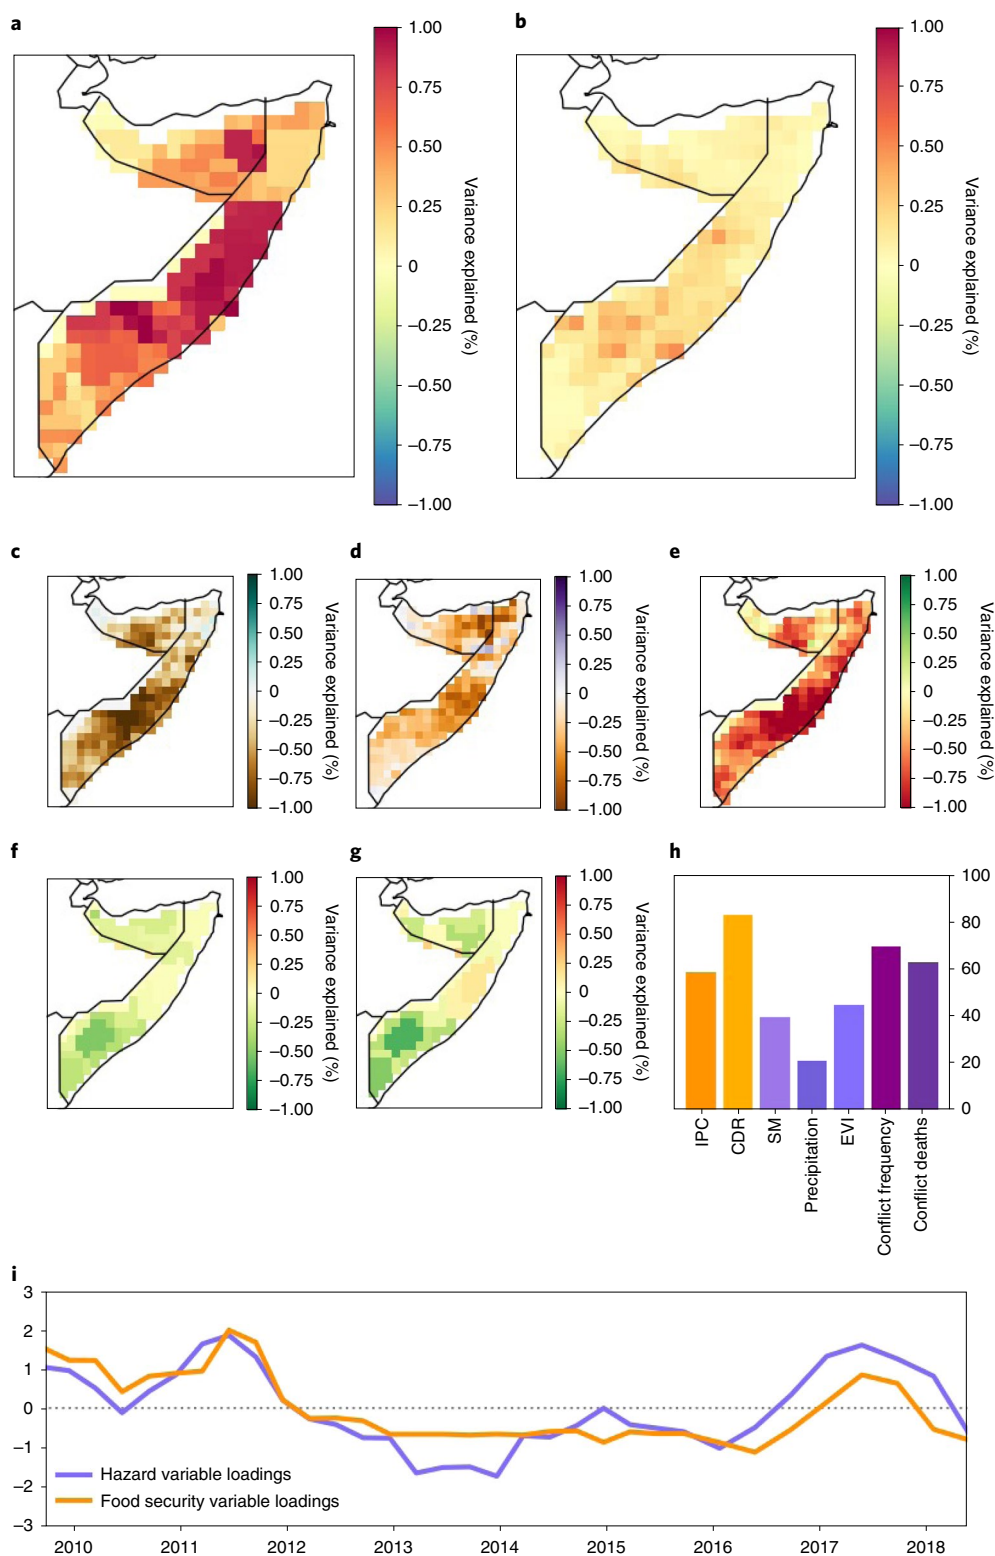 a
1.00
0.75
0.50
0.25
0
−0.25
−0.50
−0.75
−1.00
Variance explained (%)
b
1.00
0.75
0.50
0.25
0
−0.25
−0.50
−0.75
−1.00
Variance explained (%)
c
1.00
0.75
0.50
0.25
0
−0.25
−0.50
−0.75
−1.00
Variance explained (%)
d
1.00
0.75
0.50
0.25
0
−0.25
−0.50
−0.75
−1.00
Variance explained (%)
e
1.00
0.75
0.50
0.25
0
−0.25
−0.50
−0.75
−1.00
Variance explained (%)
f
1.00
0.75
0.50
0.25
0
−0.25
−0.50
−0.75
−1.00
Variance explained (%)
g
1.00
0.75
0.50
0.25
0
−0.25
−0.50
−0.75
−1.00
Variance explained (%)
h
100
80
60
40
20
0
IPC
CDR
SM
Precipitation
EVI
Conflict frequency
Conflict deaths
i
3
2
1
0
−1
−2
−3
Hazard variable loadings
Food security variable loadings
2010 2011 2012 2013 2014 2015 2016 2017 2018